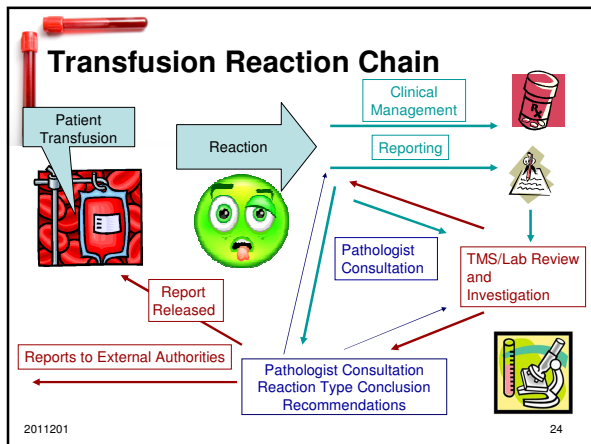 Transfusion Reaction Chain
Patient
Transfusion
Reaction
Clinical
Management
Reporting
Rx
Pathologist
Consultation
TMS/Lab Review
and
Investigation
Report
Released
Reports to External Authorities
Pathologist Consultation
Reaction Type Conclusion
Recommendations
2011201
24